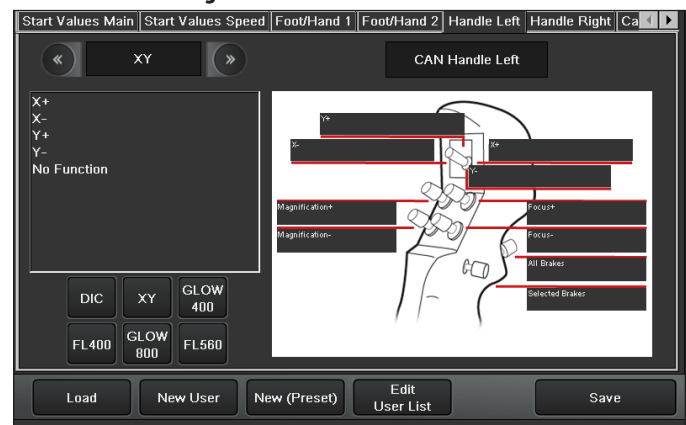 Start Values Main Start Values Speed Foot/Hand 1 Foot/Hand 2 Handle Left Handle Right Ca
« XY » CAN Handle Left
X+
X-
Y+
Y-
No Function
Y+
X- X+
Y-
Magnification+ Focus+
Magnification- Focus-
All Brakes
Selected Brakes
DIC XY GLOW
400
FL400 GLOW
800 FL560
Load New User New (Preset) Edit
User List Save